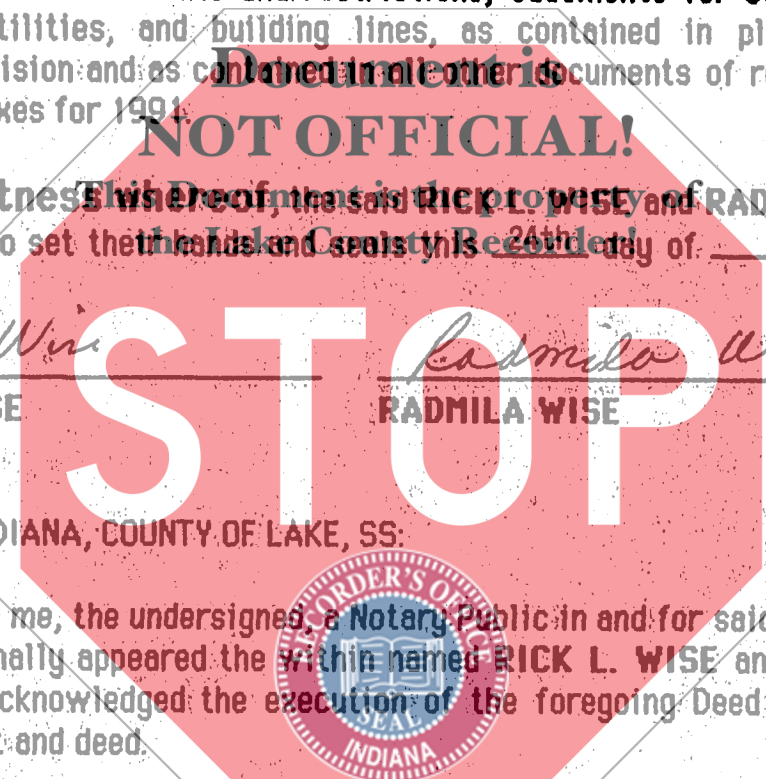 tilities, and building lines, as contained in pl
ision and as contained in all other documents of r
xes for 1991.
Document is
NOT OFFICIAL!
This Document is the property of
the Lake County Recorder!
tness whereof, the said RICK L. WISE and RAD
o set their hands and seals this 24th day of
Wise
Radmila W
SE
RADMILA WISE
STOP
DIANA, COUNTY OF LAKE, SS:
me, the undersigned, a Notary Public in and for said
nally appeared the within named RICK L. WISE an
cknowledged the execution of the foregoing Deed
t and deed.
RECORDER'S OFFICE
SEAL
INDIANA